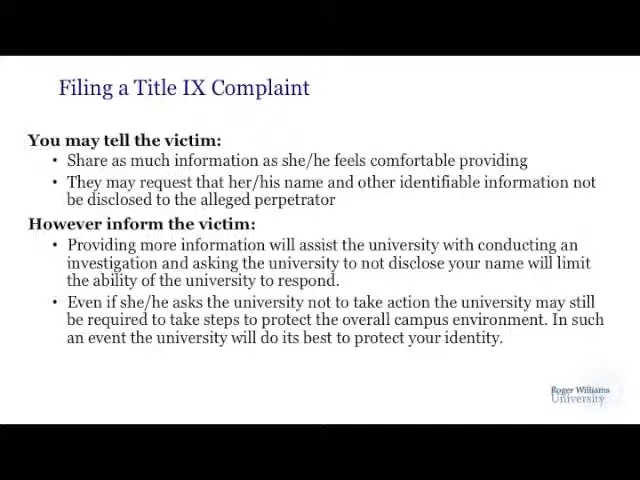 Filing a Title IX Complaint
You may tell the victim:
• Share as much information as she/he feels comfortable providing
• They may request that her/his name and other identifiable information not
be disclosed to the alleged perpetrator
However inform the victim:
• Providing more information will assist the university with conducting an
investigation and asking the university to not disclose your name will limit
the ability of the university to respond.
• Even if she/he asks the university not to take action the university may still
be required to take steps to protect the overall campus environment. In such
an event the university will do its best to protect your identity.
Roger Williams
University